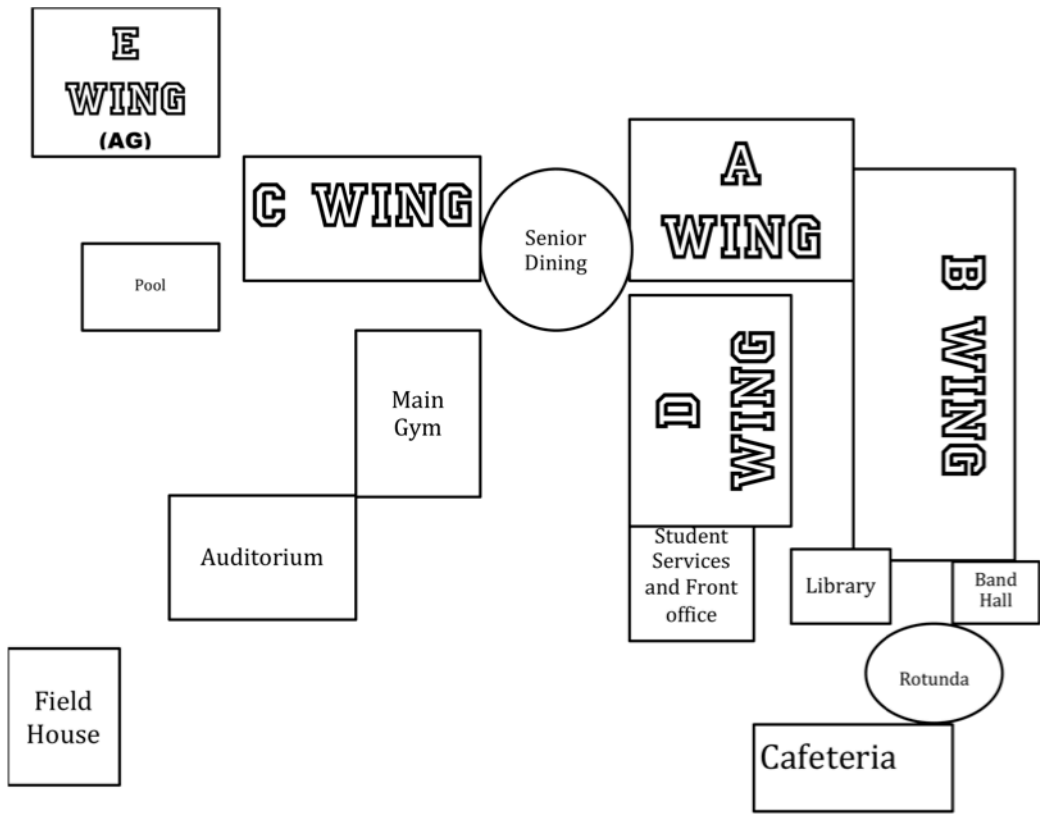 E
WING
(AG)
C WING
Senior
Dining
A
WING
B WING
Pool
D
WING
Main
Gym
Auditorium
Student
Services
and Front
office
Library
Band
Hall
Rotunda
Field
House
Cafeteria